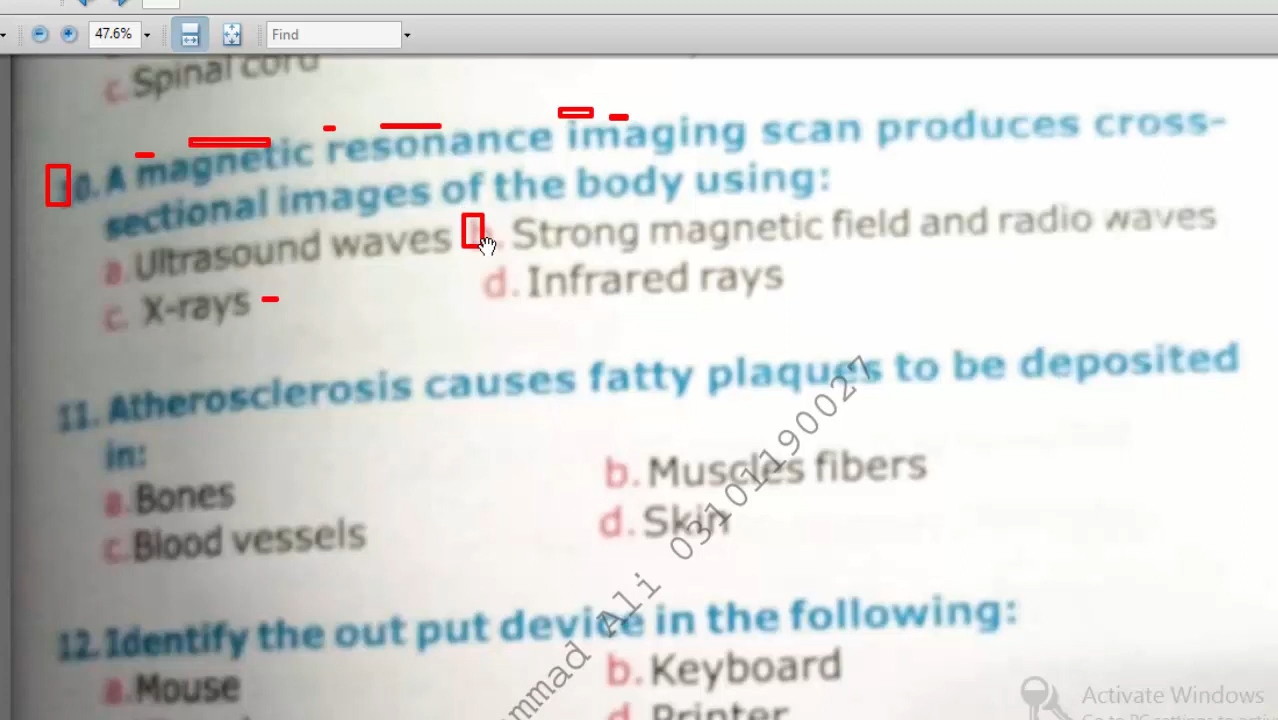 47.6%
Find
c. Spinal cord
10. A magnetic resonance imaging scan produces cross-
sectional images of the body using:
a. Ultrasound waves b. Strong magnetic field and radio waves
c. X-rays d. Infrared rays
11. Atherosclerosis causes fatty plaques to be deposited
in:
a. Bones b. Muscles fibers
c. Blood vessels d. Skin
12. Identify the out put device in the following:
a. Mouse b. Keyboard
d. Printer
mmad Ali 03101190027
Activate Windows